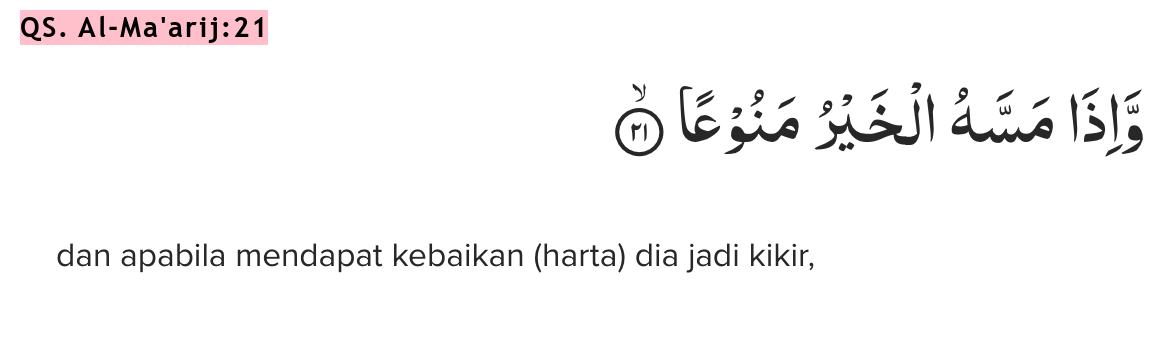 QS. Al-Ma'arij:21
وَّاِذَا مَسَّهُ الْخَيْرُ مَنُوْعًاۙ ٢١
dan apabila mendapat kebaikan (harta) dia jadi kikir,